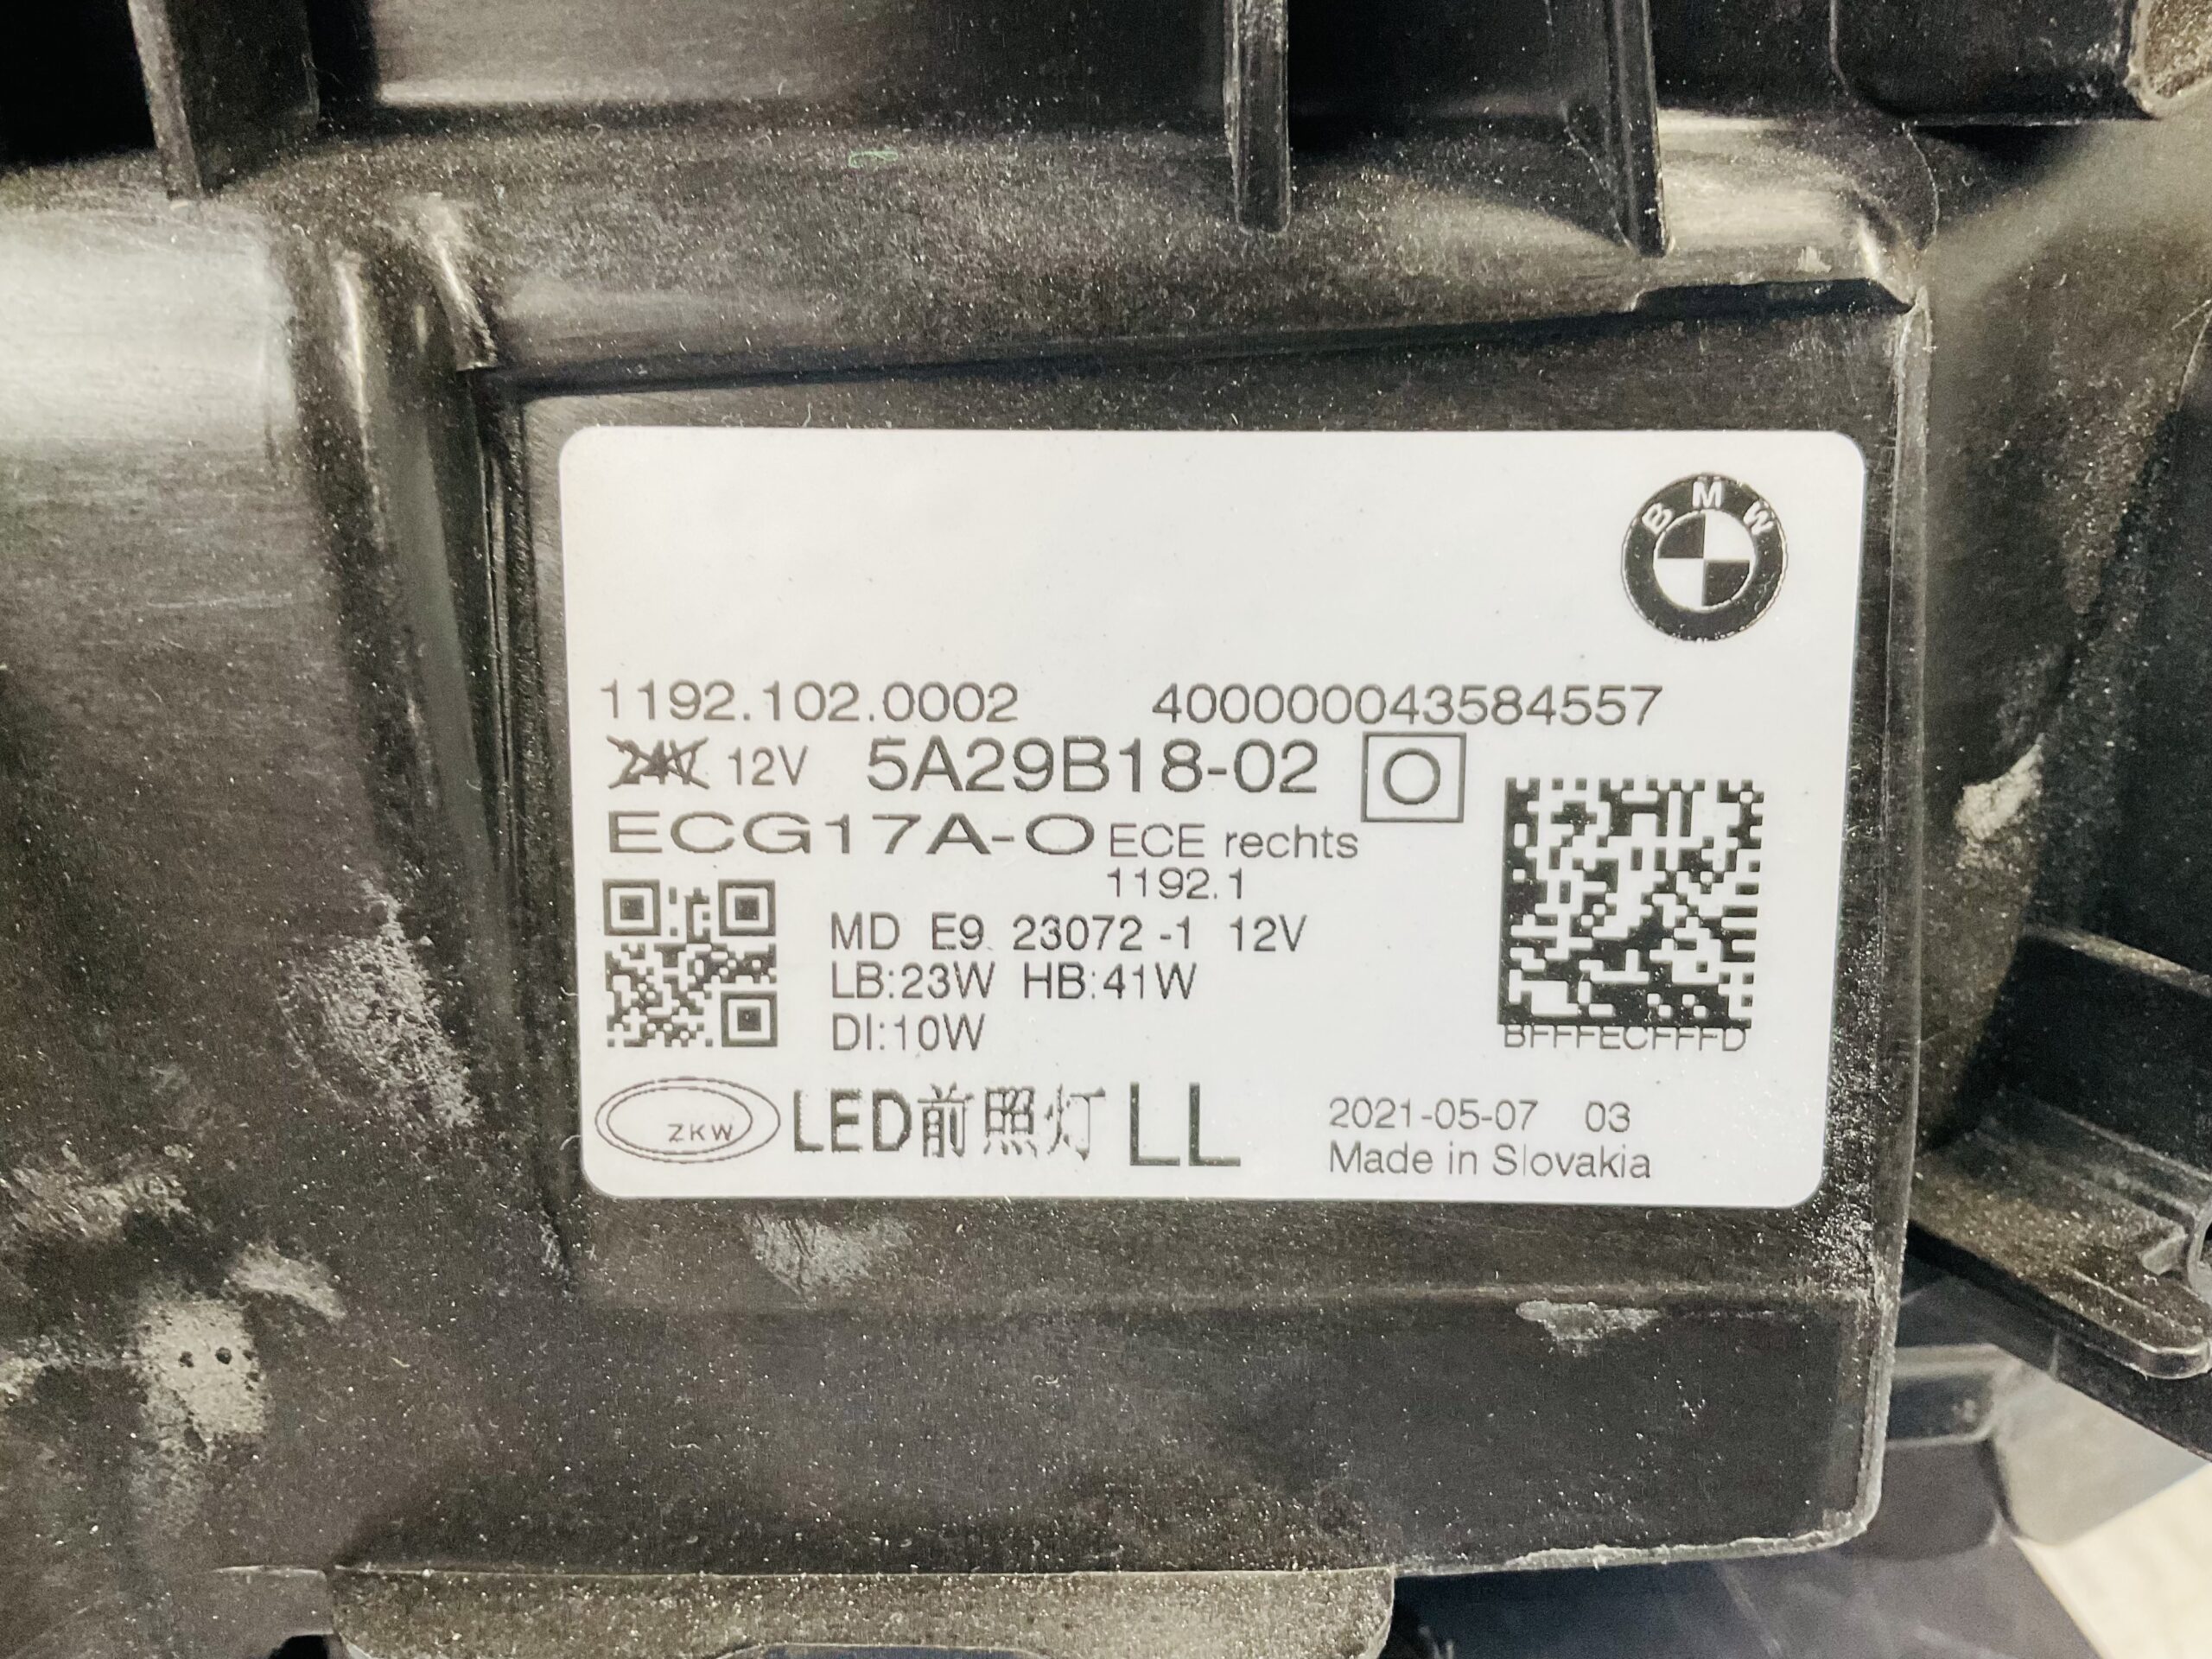 BMW
1192.102.0002 400000043584557
24V 12V 5A29B18-02 O
ECG17A-O ECE rechts
1192.1
MD E9 23072 -1 12V
LB:23W HB:41W
DI:10W
BFFFECFFFD
ZKW LED前照灯 LL
2021-05-07 03
Made in Slovakia